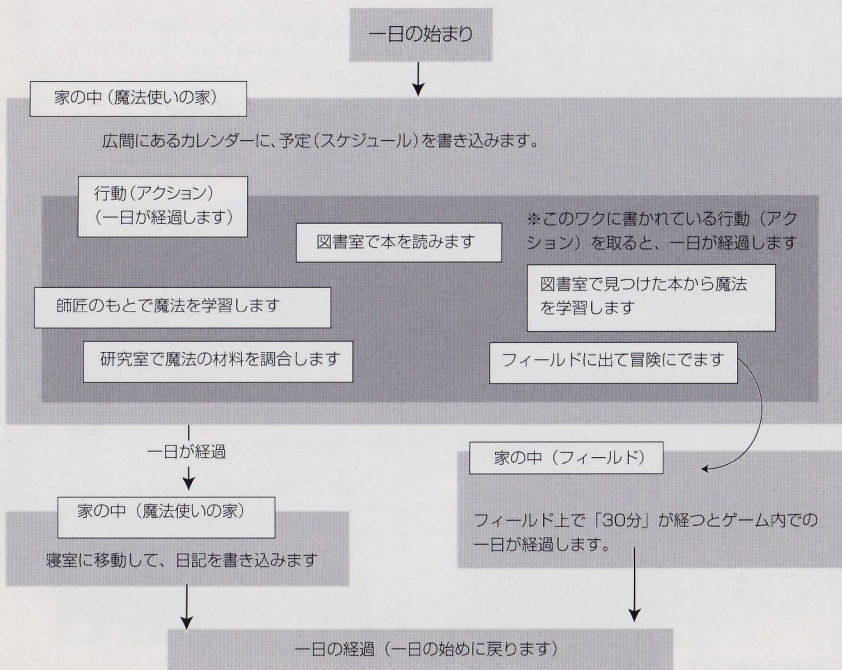 一日の始まり
家の中(魔法使いの家)
広間にあるカレンダーに、予定(スケジュール)を書き込みます。
行動(アクション)
(一日が経過します)
※このワクに書かれている行動(アク
ション)を取ると、一日が経過します
図書室で本を読みます
図書室で見つけた本から魔法
を学習します
師匠のもとで魔法を学習します
研究室で魔法の材料を調合します
フィールドに出て冒険にでます
一日が経過
家の中(フィールド)
家の中(魔法使いの家)
フィールド上で「30分」が経つとゲーム内での
一日が経過します。
寝室に移動して、日記を書き込みます
一日の経過(一日の始めに戻ります)